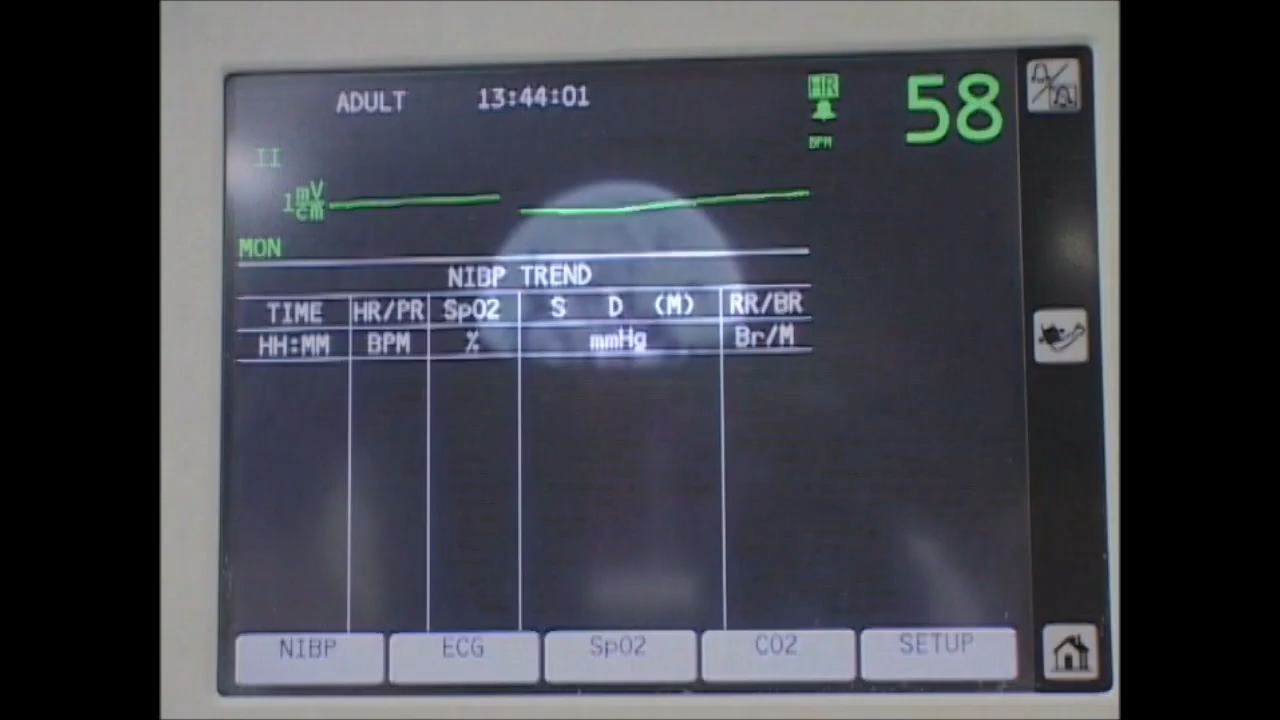 ADULT 13:44:01 HR 58
BPM
II
1 mV
cm
MON
NIBP TREND
TIME HR/PR SpO2 S D (M) RR/BR
HH:MM BPM % mmHg Br/M
NIBP ECG SpO2 CO2 SETUP